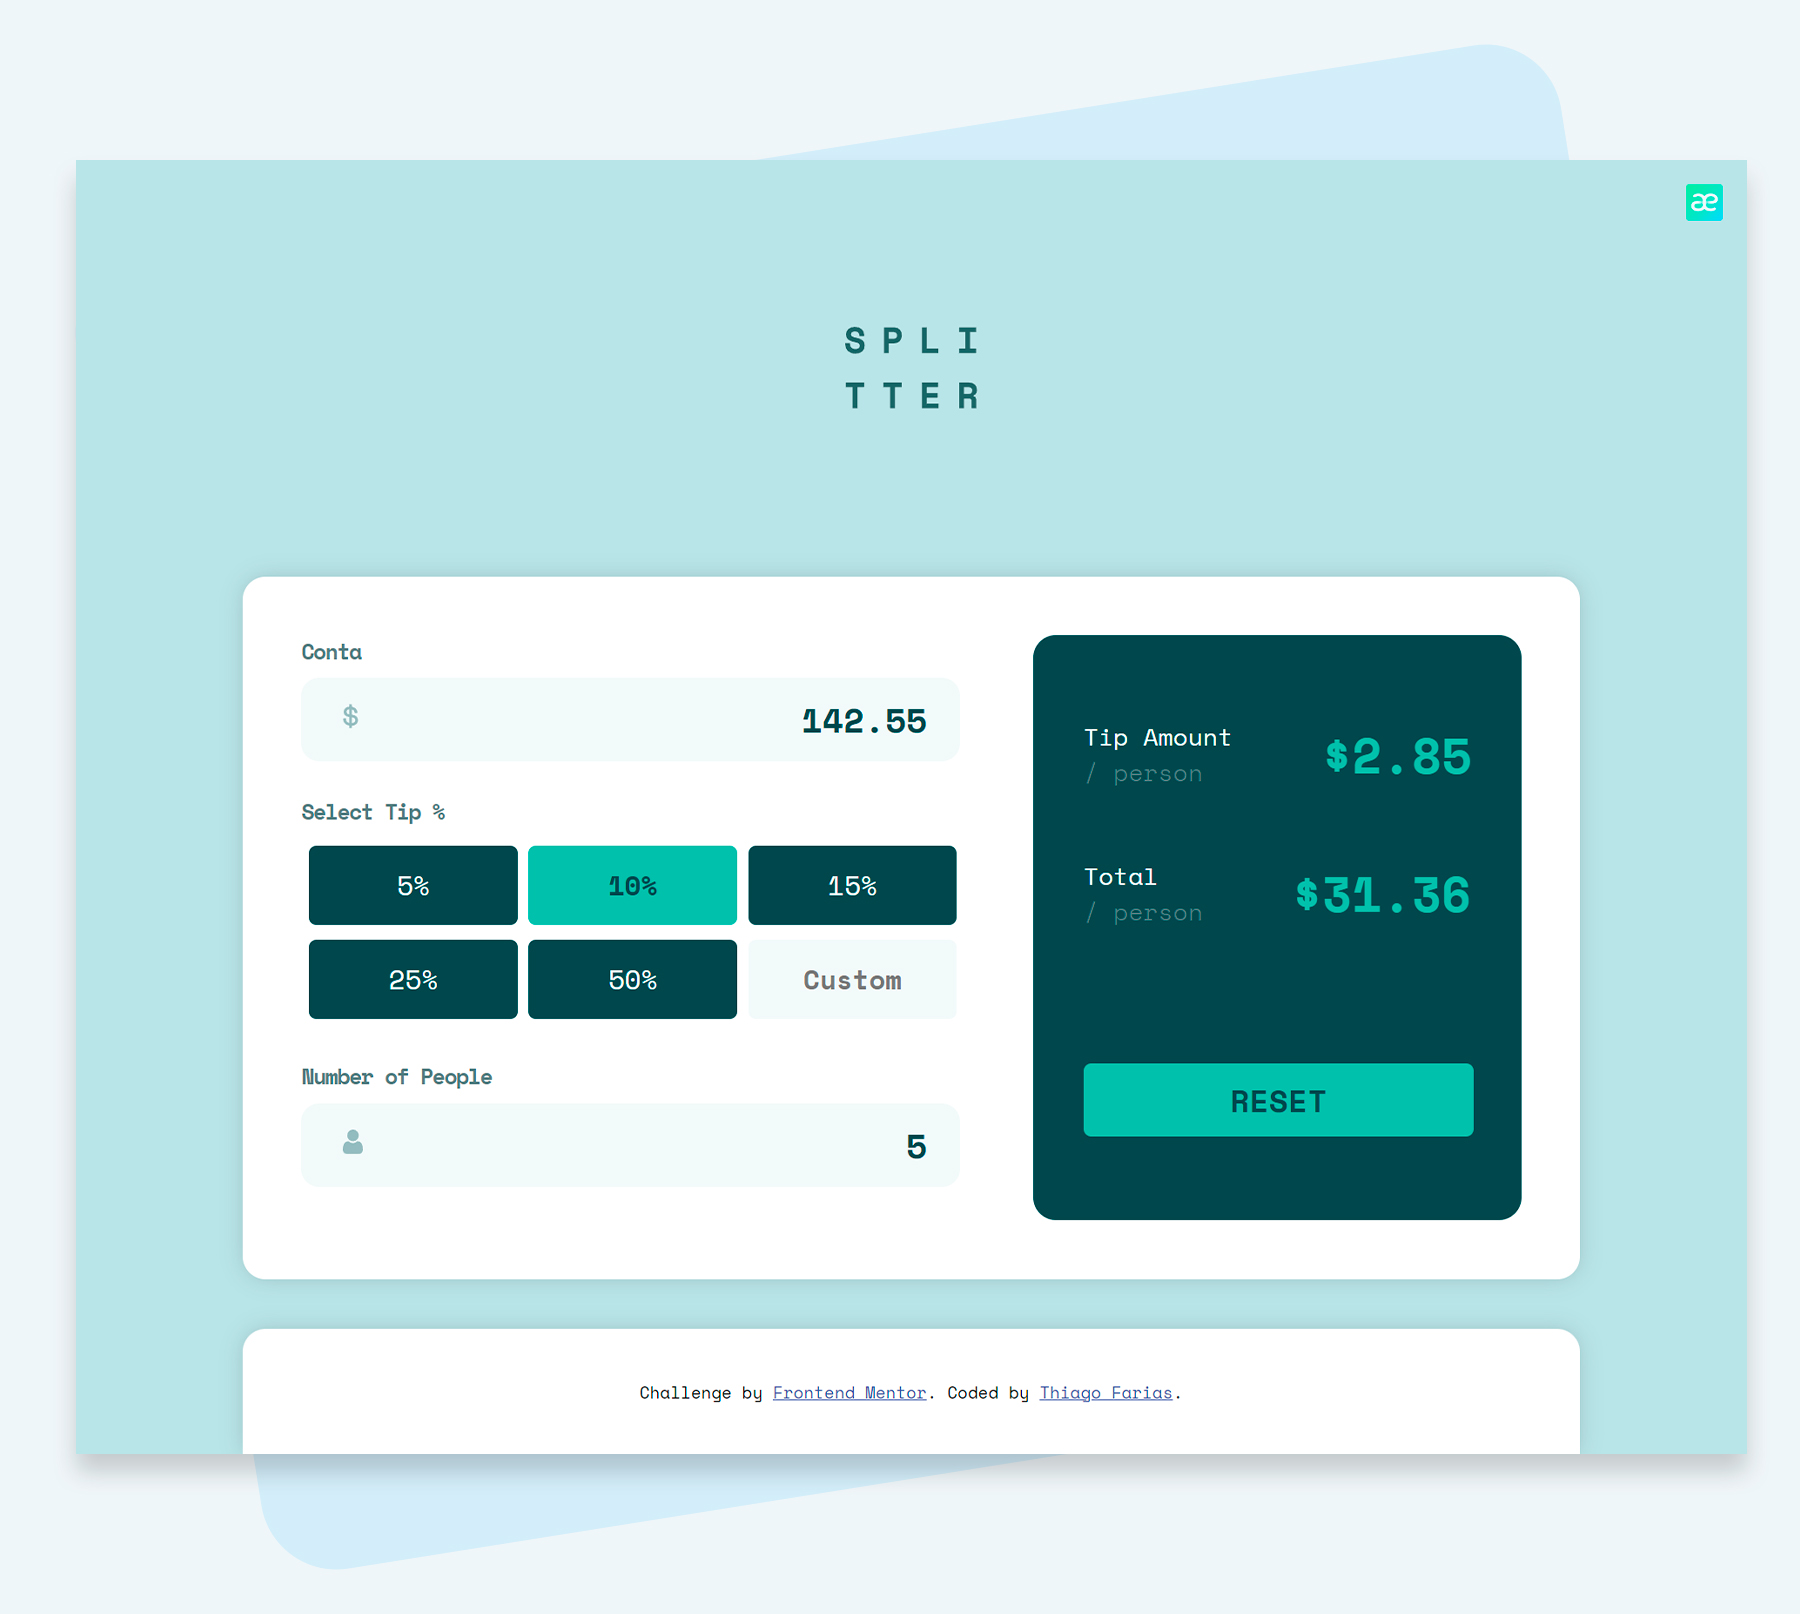 æ
S P L I
T T E R
Conta
$
142.55
Select Tip %
5%
10%
15%
25%
50%
Custom
Number of People
5
Tip Amount
/ person
$2.85
Total
/ person
$31.36
RESET
Challenge by Frontend Mentor. Coded by Thiago Farias.